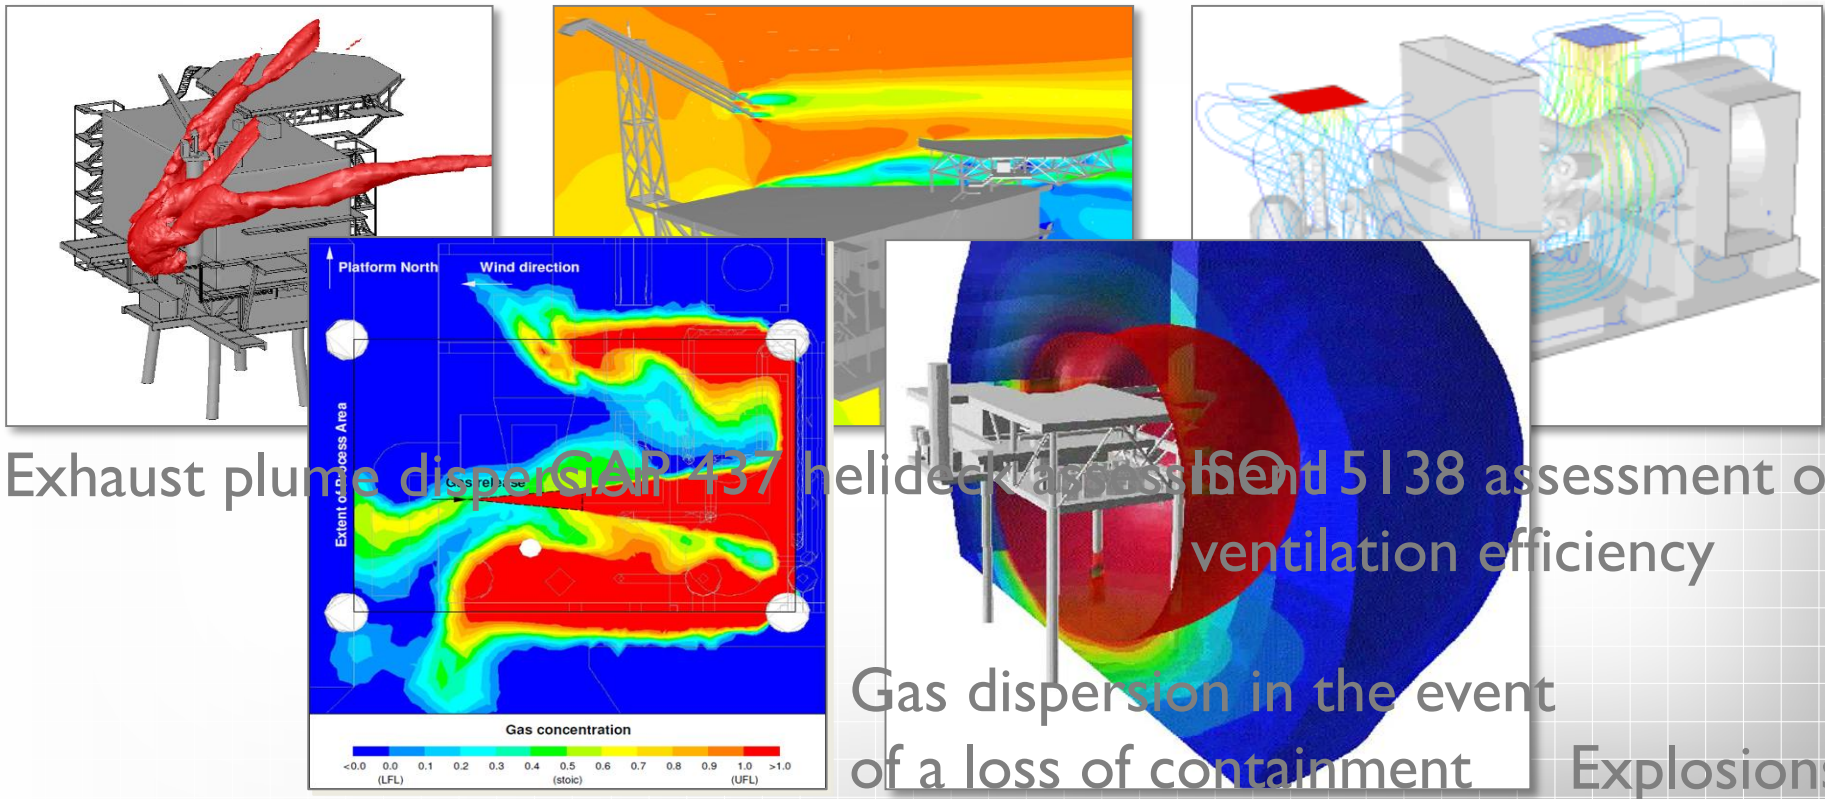 Platform North
Wind direction
Extent of Process Area
Gas release
Gas concentration
<0.0 0.0 0.1 0.2 0.3 0.4 0.5 0.6 0.7 0.8 0.9 1.0 >1.0
(LFL) (stoic) (UFL)
Exhaust plume dispersion
CAP 437 helideck assessment
ISO 15138 assessment o
ventilation efficiency
Gas dispersion in the event
of a loss of containment
Explosions